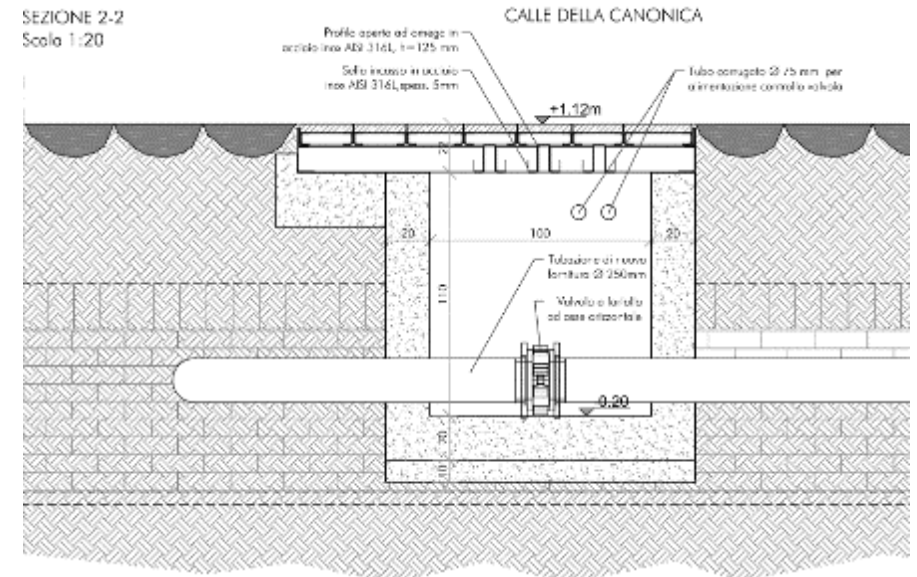 SEZIONE 2-2
Scala 1:20
CALLE DELLA CANONICA
Profilo aperto ad omega in
acciaio inox AISI 316L, h=125 mm
Sella incasso in acciaio
inox AISI 316L, spess. 5mm
Tubo corrugato Ø 75 mm per
alimentazione controllo valvola
+1.12m
22
20
100
20
Tubazione di nuova
fornitura Ø 250mm
110
Valvola a farfalla
ad asse orizzontale
0.20
10